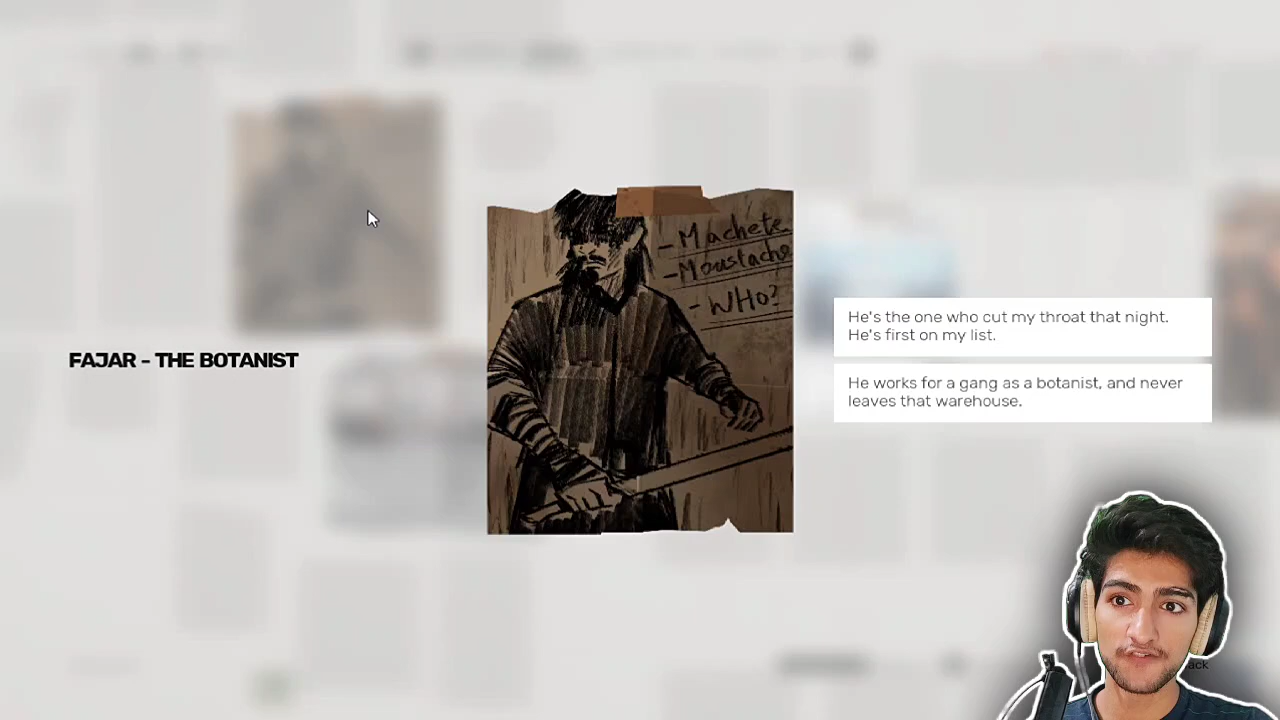 - Machete
- Moustache
- WHO?
FAJAR - THE BOTANIST
He's the one who cut my throat that night.
He's first on my list.
He works for a gang as a botanist, and never
leaves that warehouse.